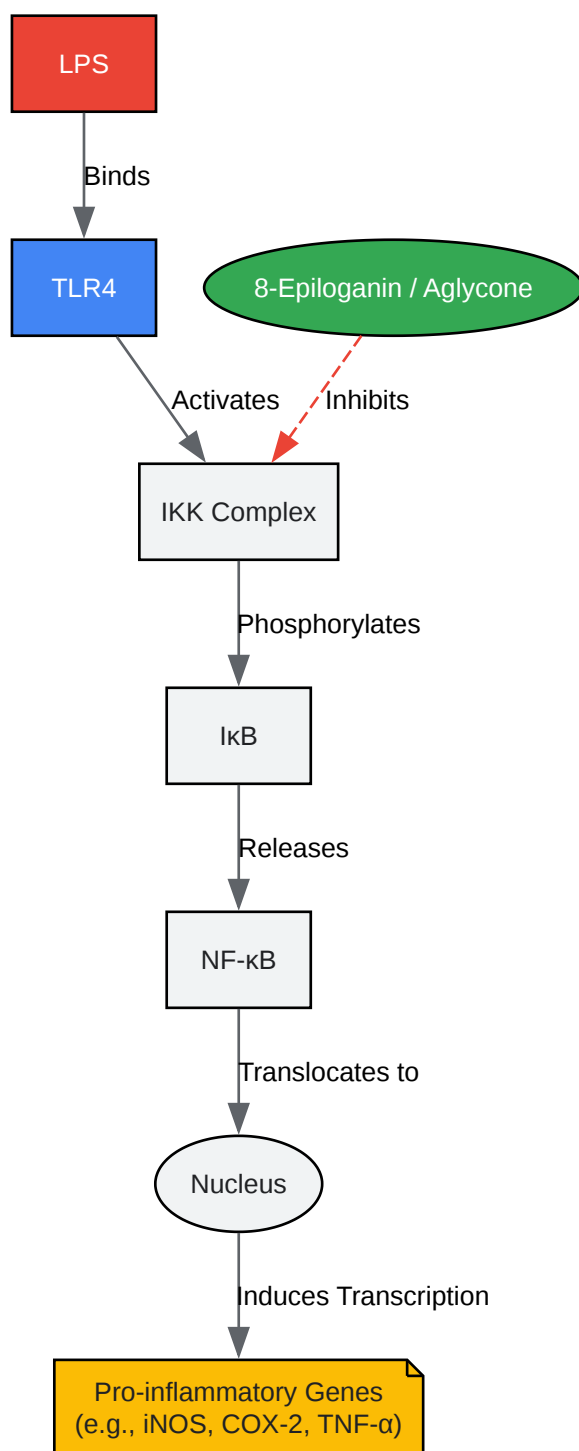 LPS
Binds
TLR4
8-Epiloganin / Aglycone
Activates
Inhibits
IKK Complex
Phosphorylates
IκB
Releases
NF-κB
Translocates to
Nucleus
Induces Transcription
Pro-inflammatory Genes
(e.g., iNOS, COX-2, TNF-α)